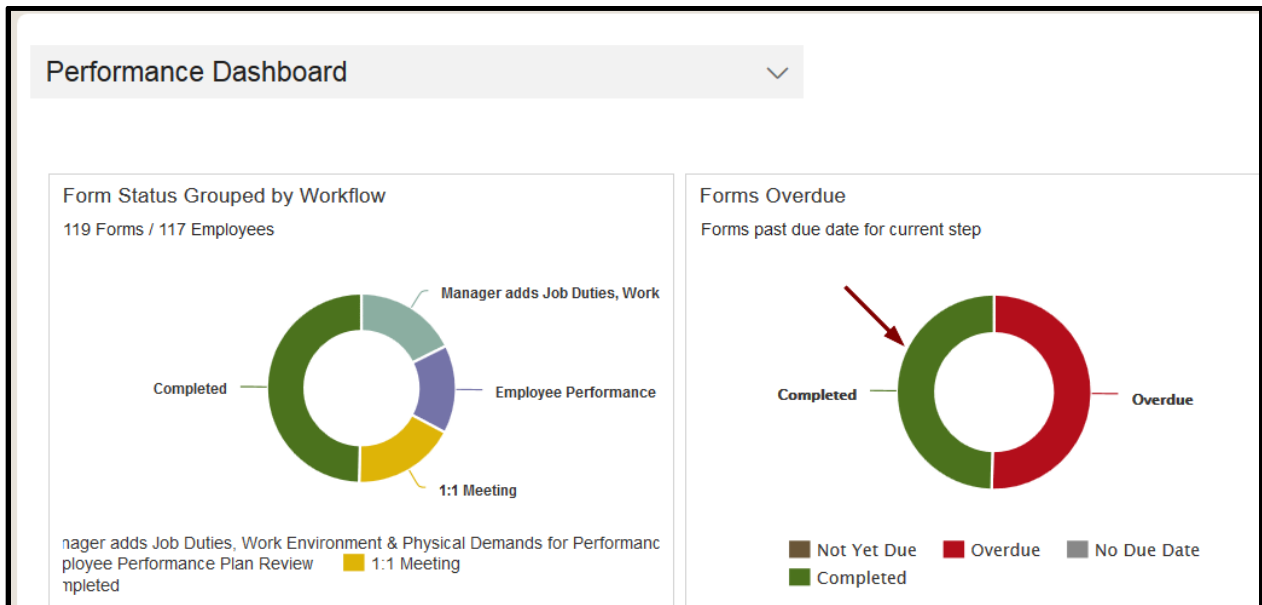 Performance Dashboard
Form Status Grouped by Workflow
119 Forms / 117 Employees
Manager adds Job Duties, Work
Completed
Employee Performance
1:1 Meeting
nager adds Job Duties, Work Environment & Physical Demands for Performanc
ployee Performance Plan Review 1:1 Meeting
mpleted
Forms Overdue
Forms past due date for current step
Completed
Overdue
Not Yet Due Overdue No Due Date
Completed